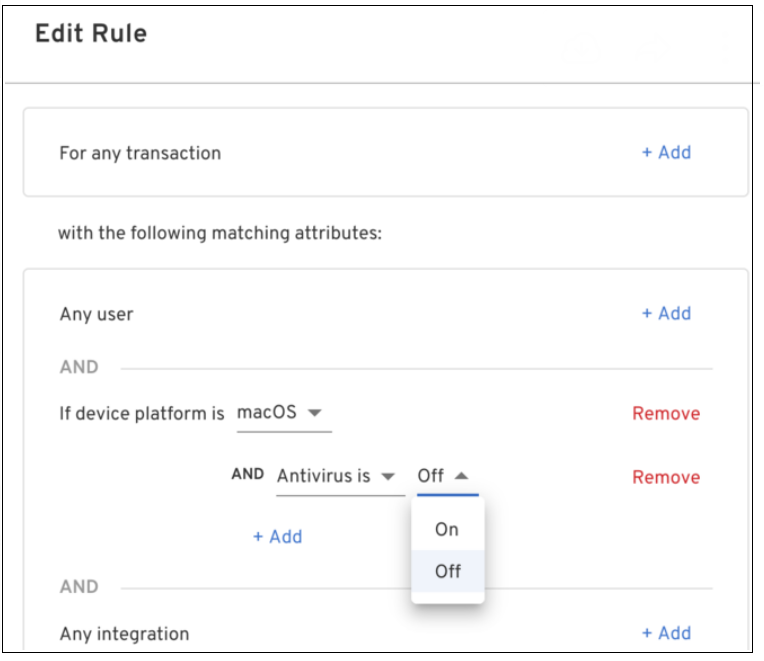 Edit Rule
For any transaction + Add
with the following matching attributes:
Any user + Add
AND
If device platform is macOS Remove
AND Antivirus is Off Remove
+ Add On
Off
AND
Any integration + Add